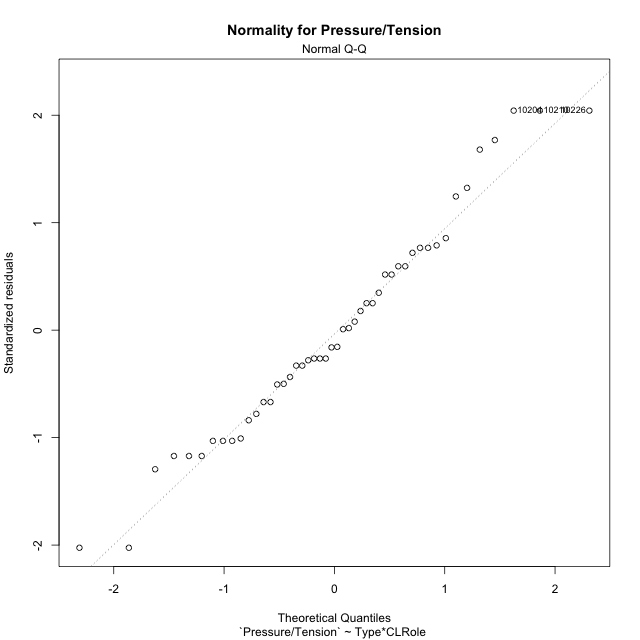 Normality for Pressure/Tension
Normal Q-Q
Standardized residuals
2
1
0
-1
-2
10226
-2
-1
0
1
2
Theoretical Quantiles
`Pressure/Tension` ~ Type*CLRole